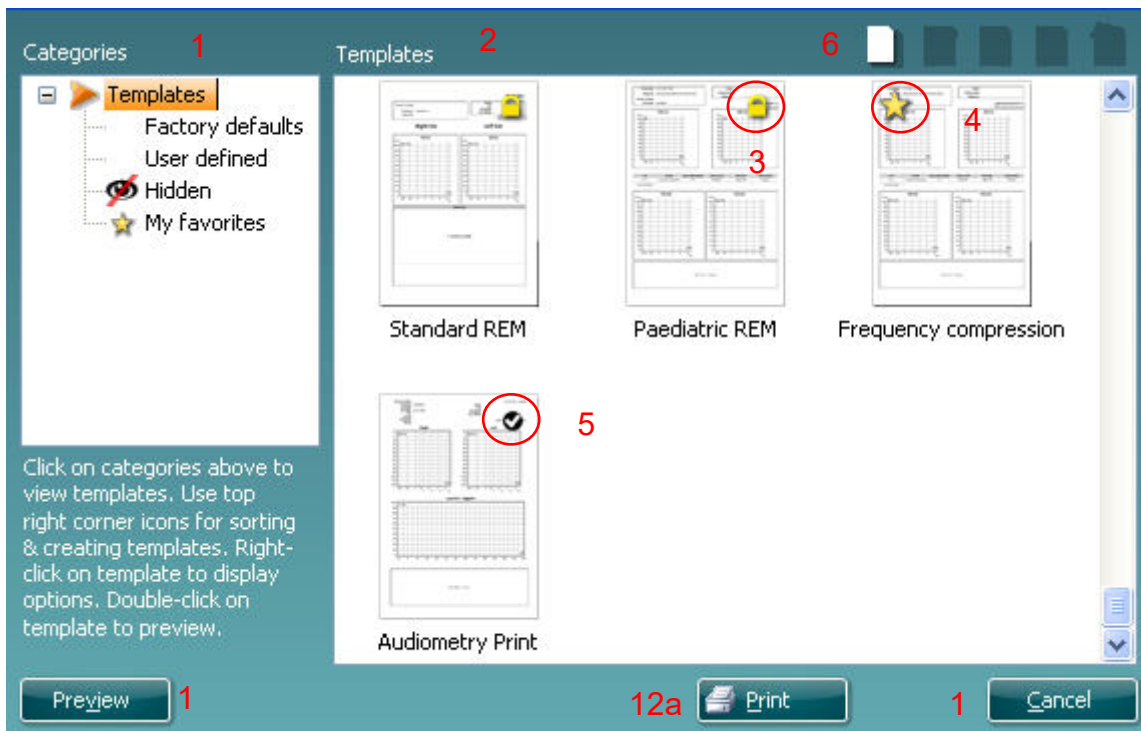 Categories 1
Templates 2 6
Templates
Factory defaults
User defined
Hidden
My favorites
3
4
Standard REM
Paediatric REM
Frequency compression
5
Audiometry Print
Click on categories above to
view templates. Use top
right corner icons for sorting
& creating templates. Right-
click on template to display
options. Double-click on
template to preview.
Preview 1
12a Print
1 Cancel